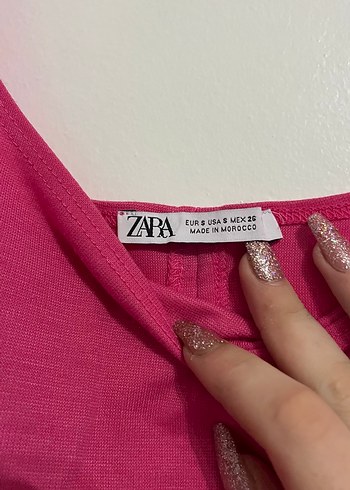 ZARA
EUR S USA S MEX 26
MADE IN MOROCCO